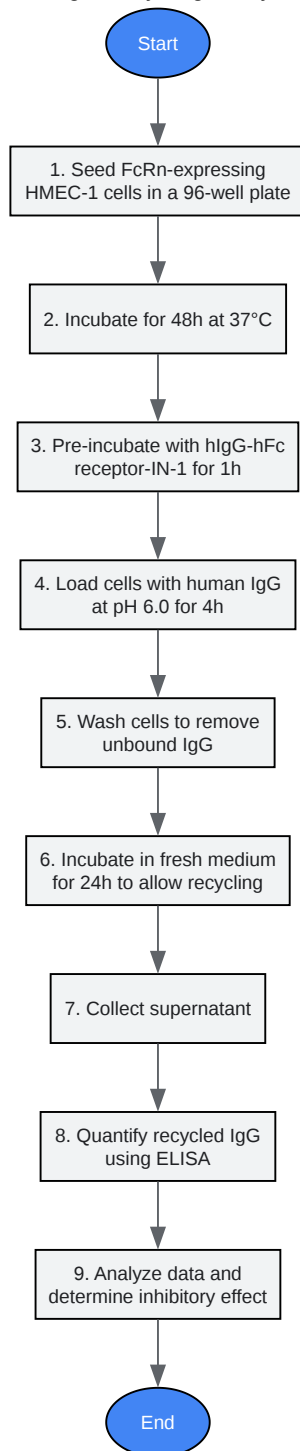 Start
1. Seed FcRn-expressing
HMEC-1 cells in a 96-well plate
2. Incubate for 48h at 37°C
3. Pre-incubate with hIgG-hFc
receptor-IN-1 for 1h
4. Load cells with human IgG
at pH 6.0 for 4h
5. Wash cells to remove
unbound IgG
6. Incubate in fresh medium
for 24h to allow recycling
7. Collect supernatant
8. Quantify recycled IgG
using ELISA
9. Analyze data and
determine inhibitory effect
End